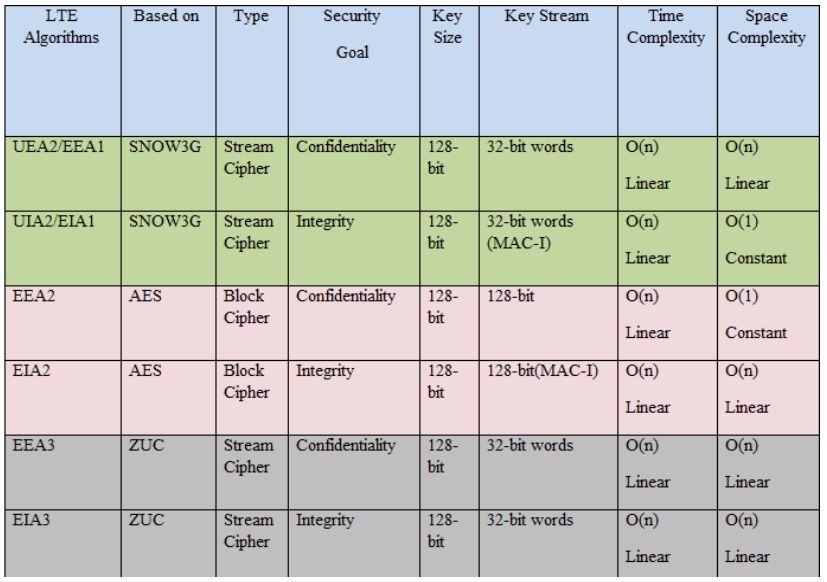 LTE Algorithms | Based on | Type | Security Goal | Key Size | Key Stream | Time Complexity | Space Complexity
UEA2/EEA1 | SNOW3G | Stream Cipher | Confidentiality | 128-bit | 32-bit words | O(n) Linear | O(n) Linear
UIA2/EIA1 | SNOW3G | Stream Cipher | Integrity | 128-bit | 32-bit words (MAC-I) | O(n) Linear | O(1) Constant
EEA2 | AES | Block Cipher | Confidentiality | 128-bit | 128-bit | O(n) Linear | O(1) Constant
EIA2 | AES | Block Cipher | Integrity | 128-bit | 128-bit(MAC-I) | O(n) Linear | O(n) Linear
EEA3 | ZUC | Stream Cipher | Confidentiality | 128-bit | 32-bit words | O(n) Linear | O(n) Linear
EIA3 | ZUC | Stream Cipher | Integrity | 128-bit | 32-bit words | O(n) Linear | O(n) Linear